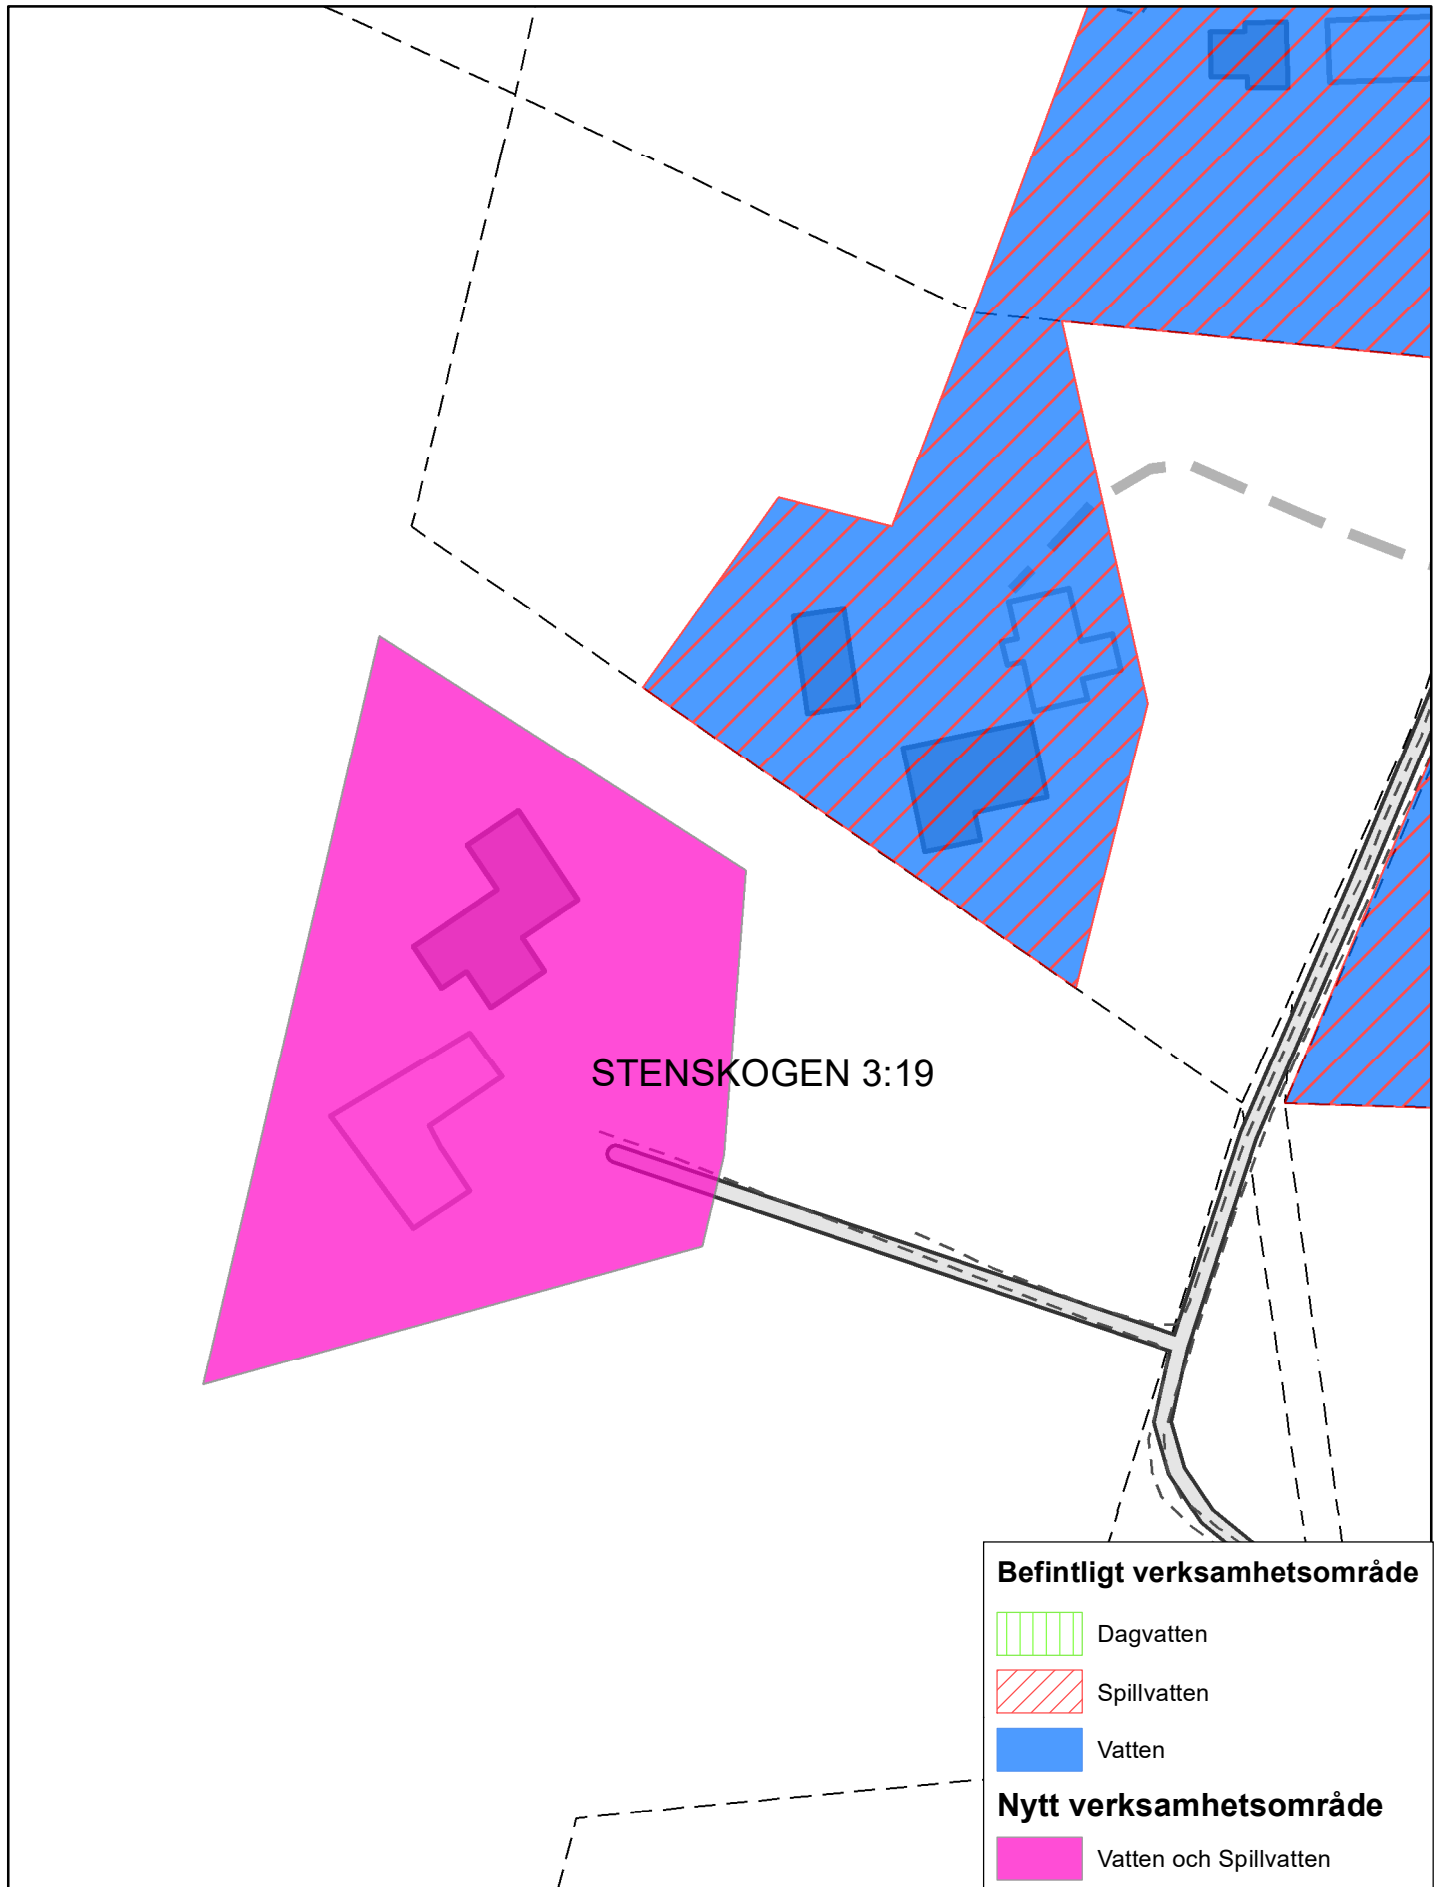 STENSKOGEN 3:19
Befintligt verksamhetsområde
Dagvatten
Spillvatten
Vatten
Nytt verksamhetsområde
Vatten och Spillvatten